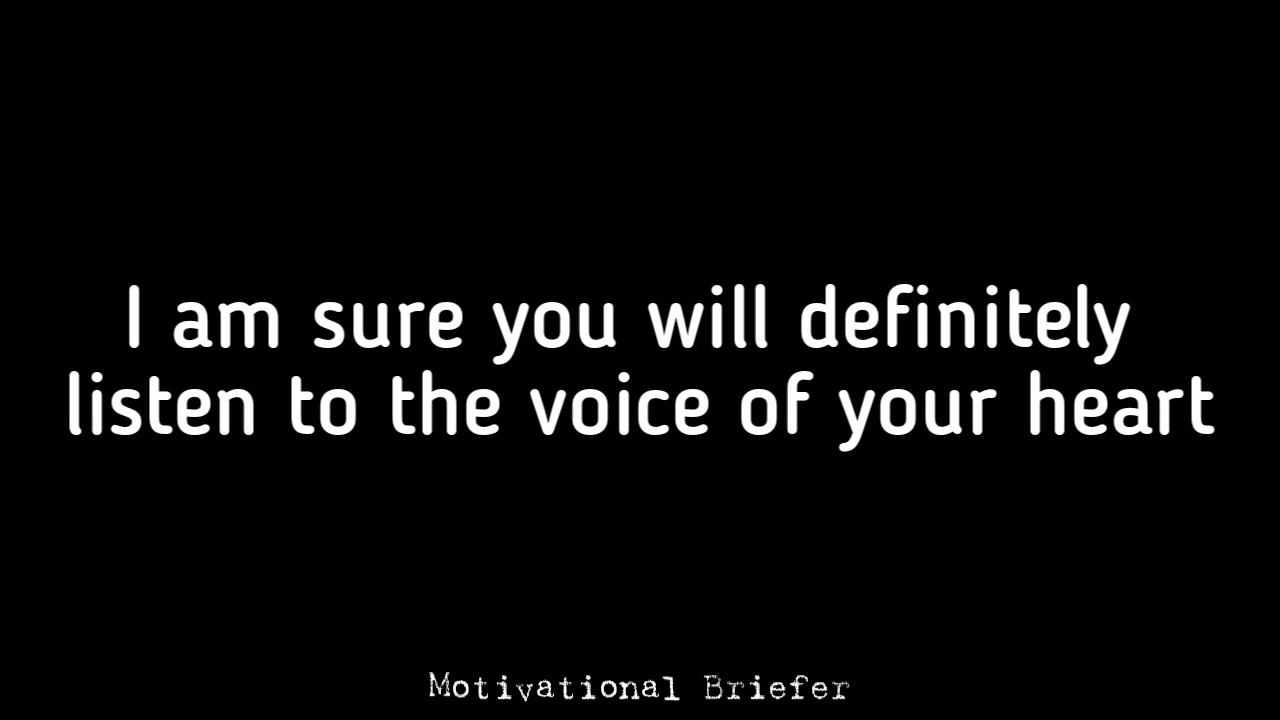 I am sure you will definitely
listen to the voice of your heart
Motivational Briefer